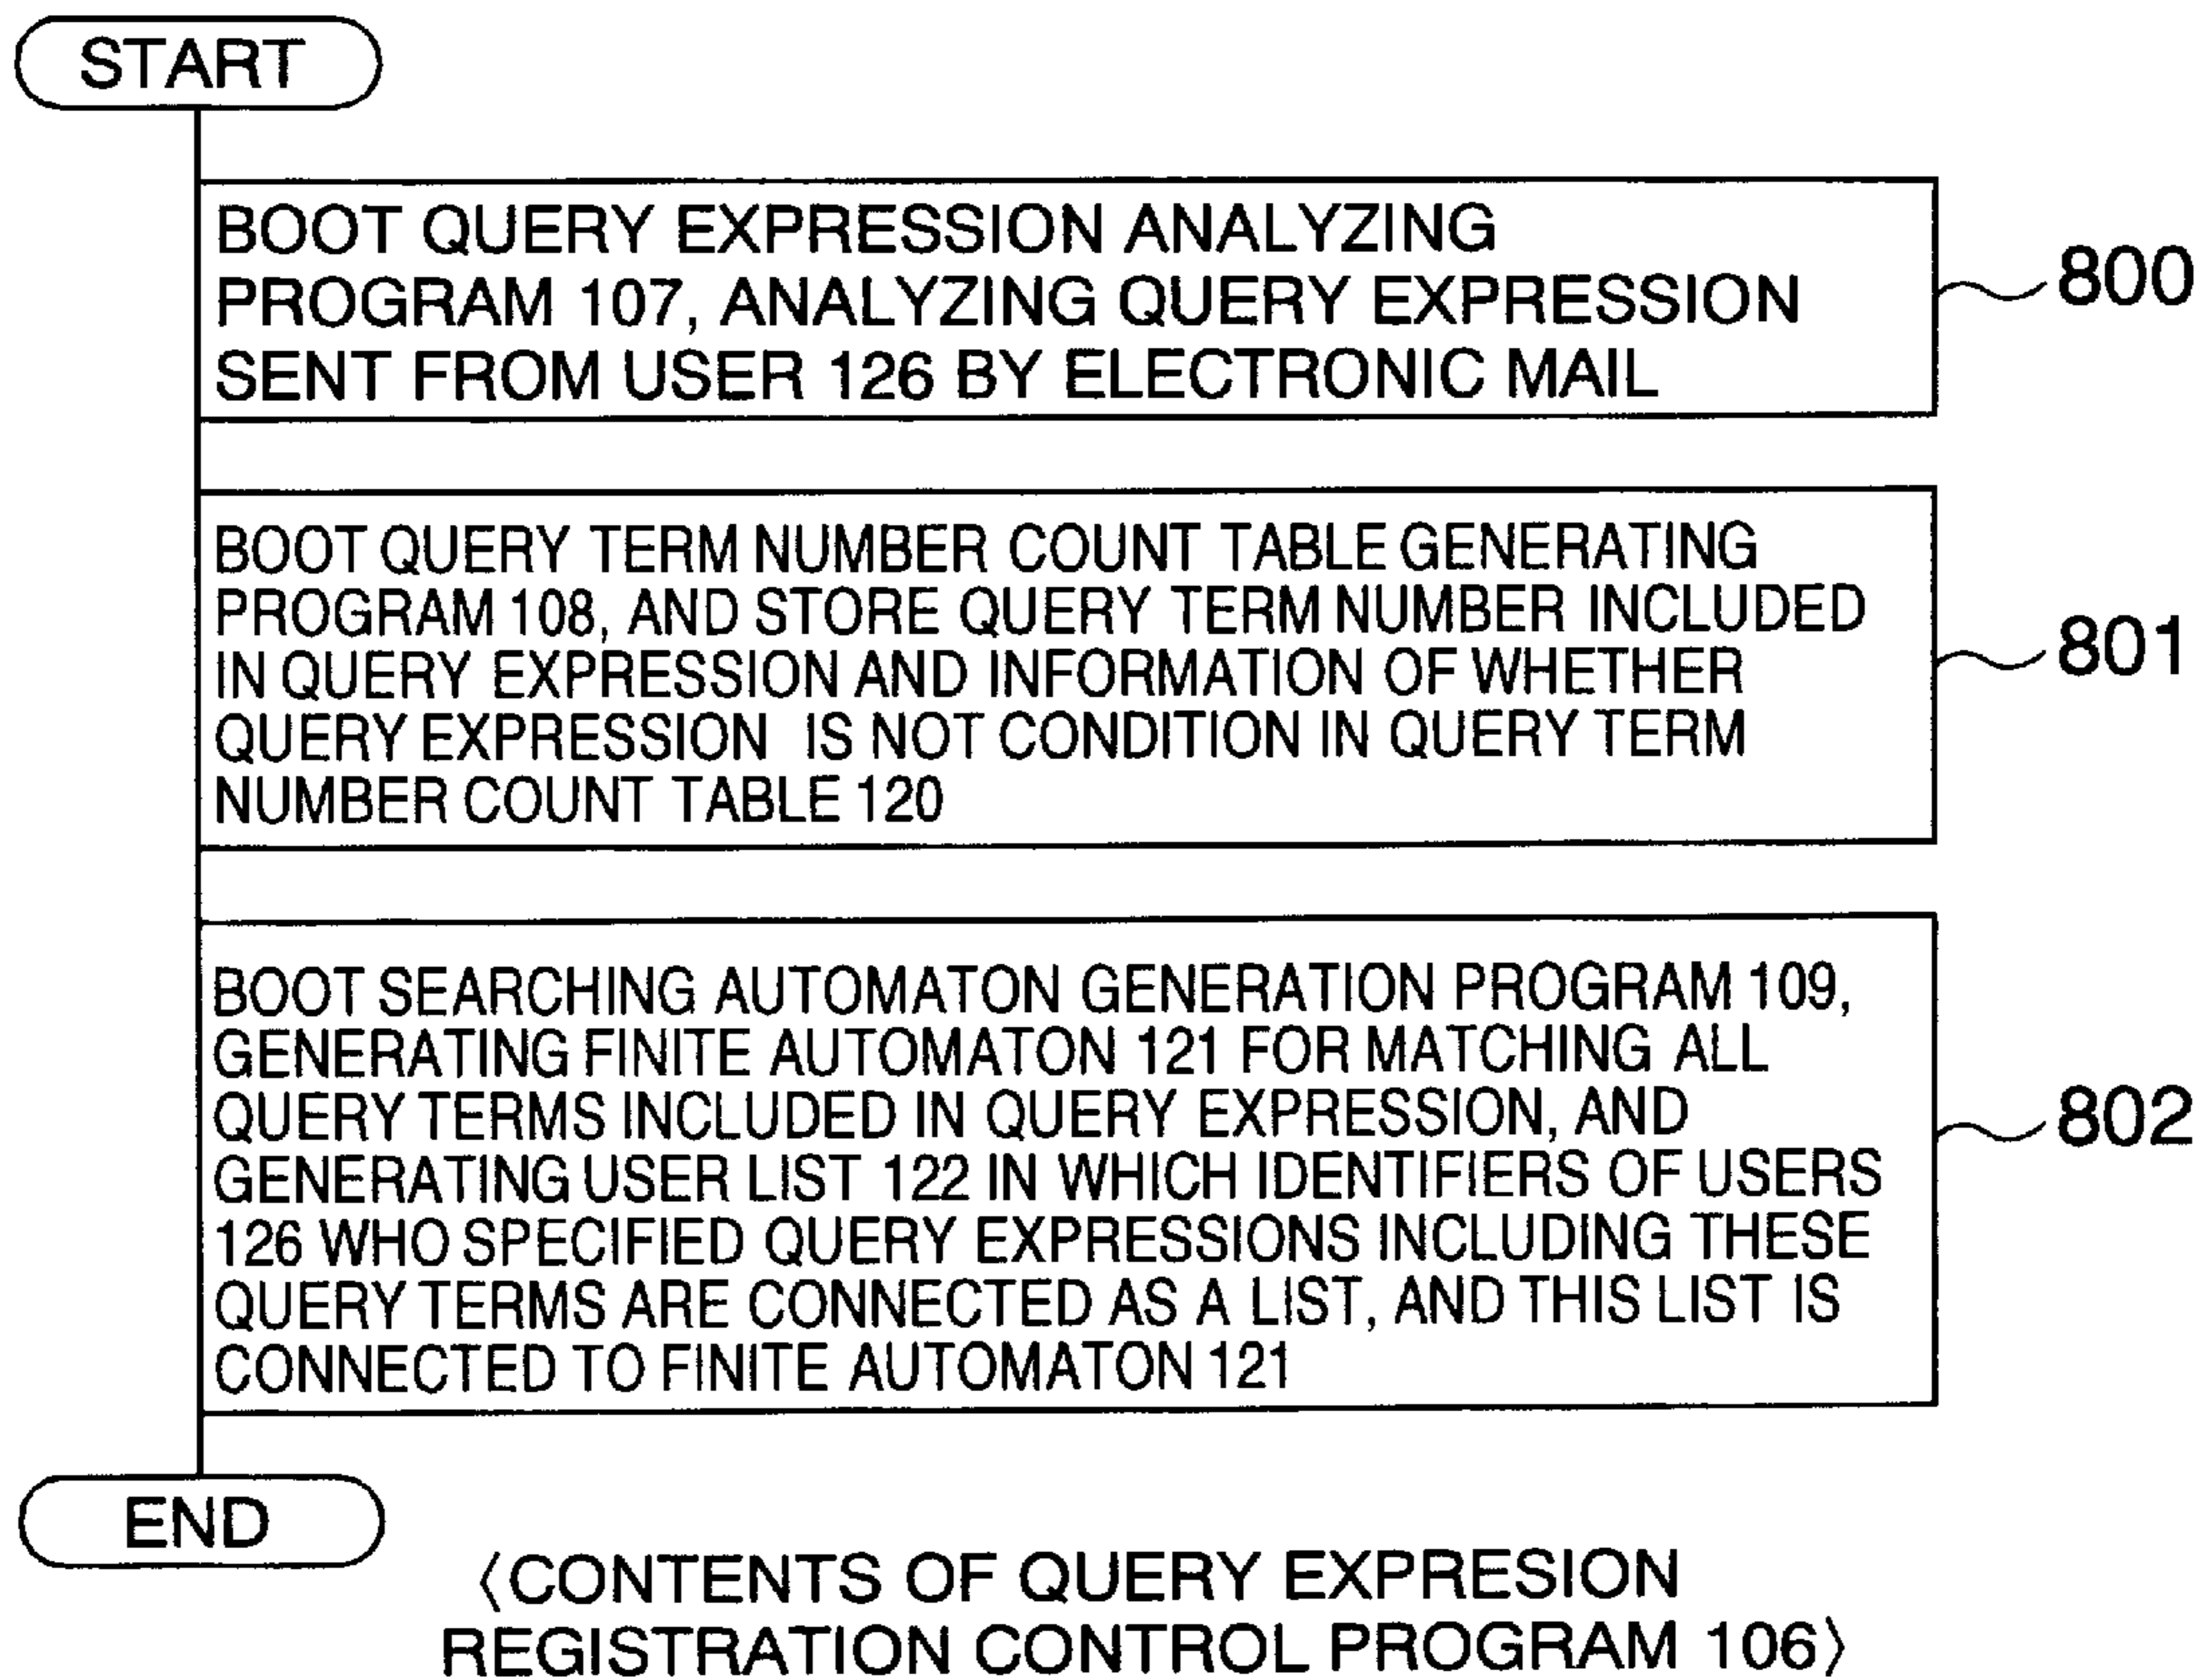 START
BOOT QUERY EXPRESSION ANALYZING
PROGRAM 107, ANALYZING QUERY EXPRESSION
SENT FROM USER 126 BY ELECTRONIC MAIL
800
BOOT QUERY TERM NUMBER COUNT TABLE GENERATING
PROGRAM 108, AND STORE QUERY TERM NUMBER INCLUDED
IN QUERY EXPRESSION AND INFORMATION OF WHETHER
QUERY EXPRESSION IS NOT CONDITION IN QUERY TERM
NUMBER COUNT TABLE 120
801
BOOT SEARCHING AUTOMATON GENERATION PROGRAM 109,
GENERATING FINITE AUTOMATON 121 FOR MATCHING ALL
QUERY TERMS INCLUDED IN QUERY EXPRESSION, AND
GENERATING USER LIST 122 IN WHICH IDENTIFIERS OF USERS
126 WHO SPECIFIED QUERY EXPRESSIONS INCLUDING THESE
QUERY TERMS ARE CONNECTED AS A LIST, AND THIS LIST IS
CONNECTED TO FINITE AUTOMATON 121
802
END
〈CONTENTS OF QUERY EXPRESION
REGISTRATION CONTROL PROGRAM 106〉